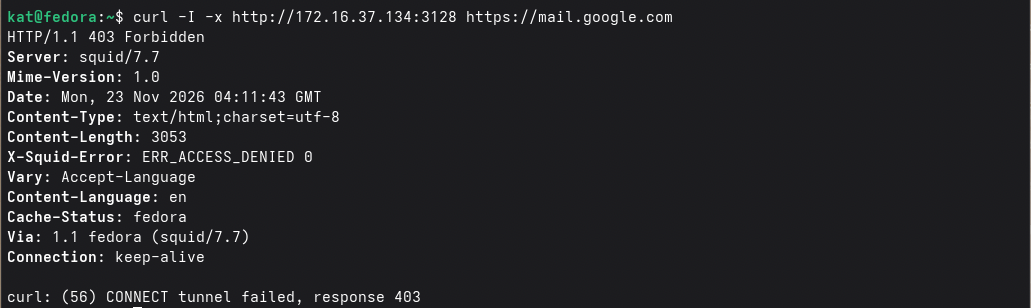 kat@fedora:~$ curl -I -x http://172.16.37.134:3128 https://mail.google.com
HTTP/1.1 403 Forbidden
Server: squid/7.7
Mime-Version: 1.0
Date: Mon, 23 Nov 2026 04:11:43 GMT
Content-Type: text/html;charset=utf-8
Content-Length: 3053
X-Squid-Error: ERR_ACCESS_DENIED 0
Vary: Accept-Language
Content-Language: en
Cache-Status: fedora
Via: 1.1 fedora (squid/7.7)
Connection: keep-alive
curl: (56) CONNECT tunnel failed, response 403